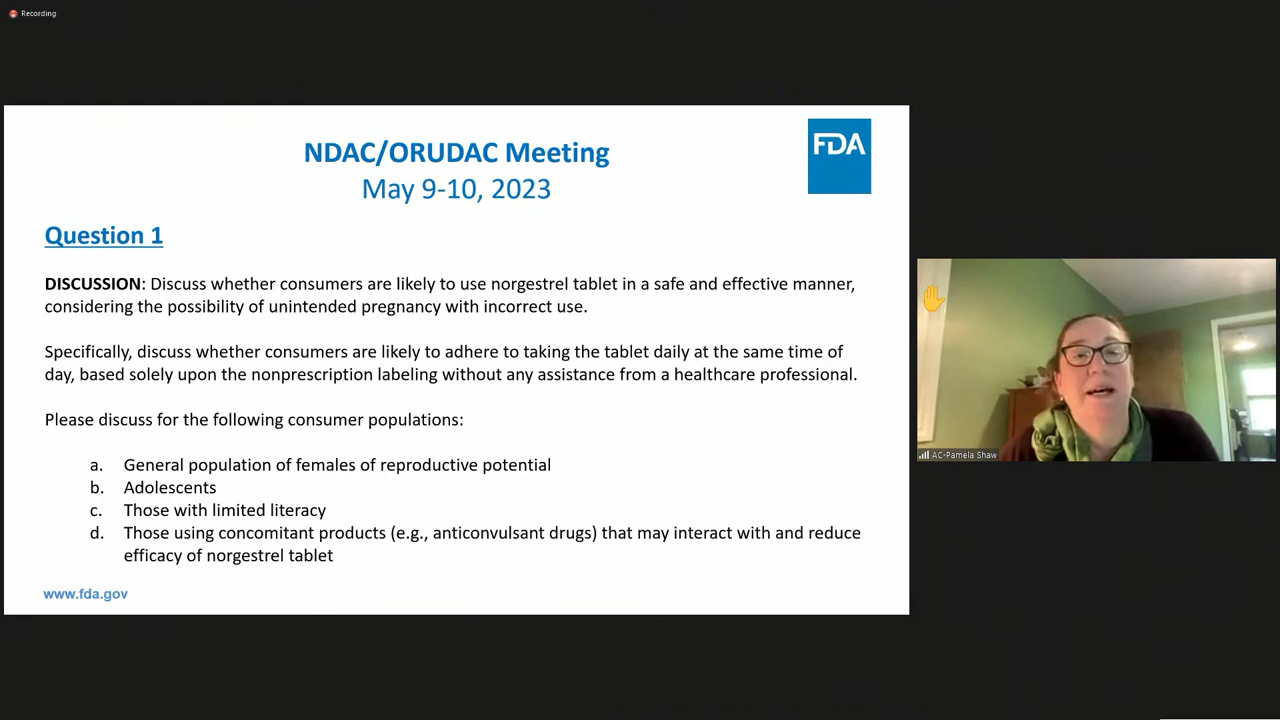 Recording
NDAC/ORUDAC Meeting
May 9-10, 2023
FDA
Question 1
DISCUSSION: Discuss whether consumers are likely to use norgestrel tablet in a safe and effective manner,
considering the possibility of unintended pregnancy with incorrect use.
Specifically, discuss whether consumers are likely to adhere to taking the tablet daily at the same time of
day, based solely upon the nonprescription labeling without any assistance from a healthcare professional.
Please discuss for the following consumer populations:
a. General population of females of reproductive potential
b. Adolescents
c. Those with limited literacy
d. Those using concomitant products (e.g., anticonvulsant drugs) that may interact with and reduce
efficacy of norgestrel tablet
www.fda.gov
AC-Pamela Shaw